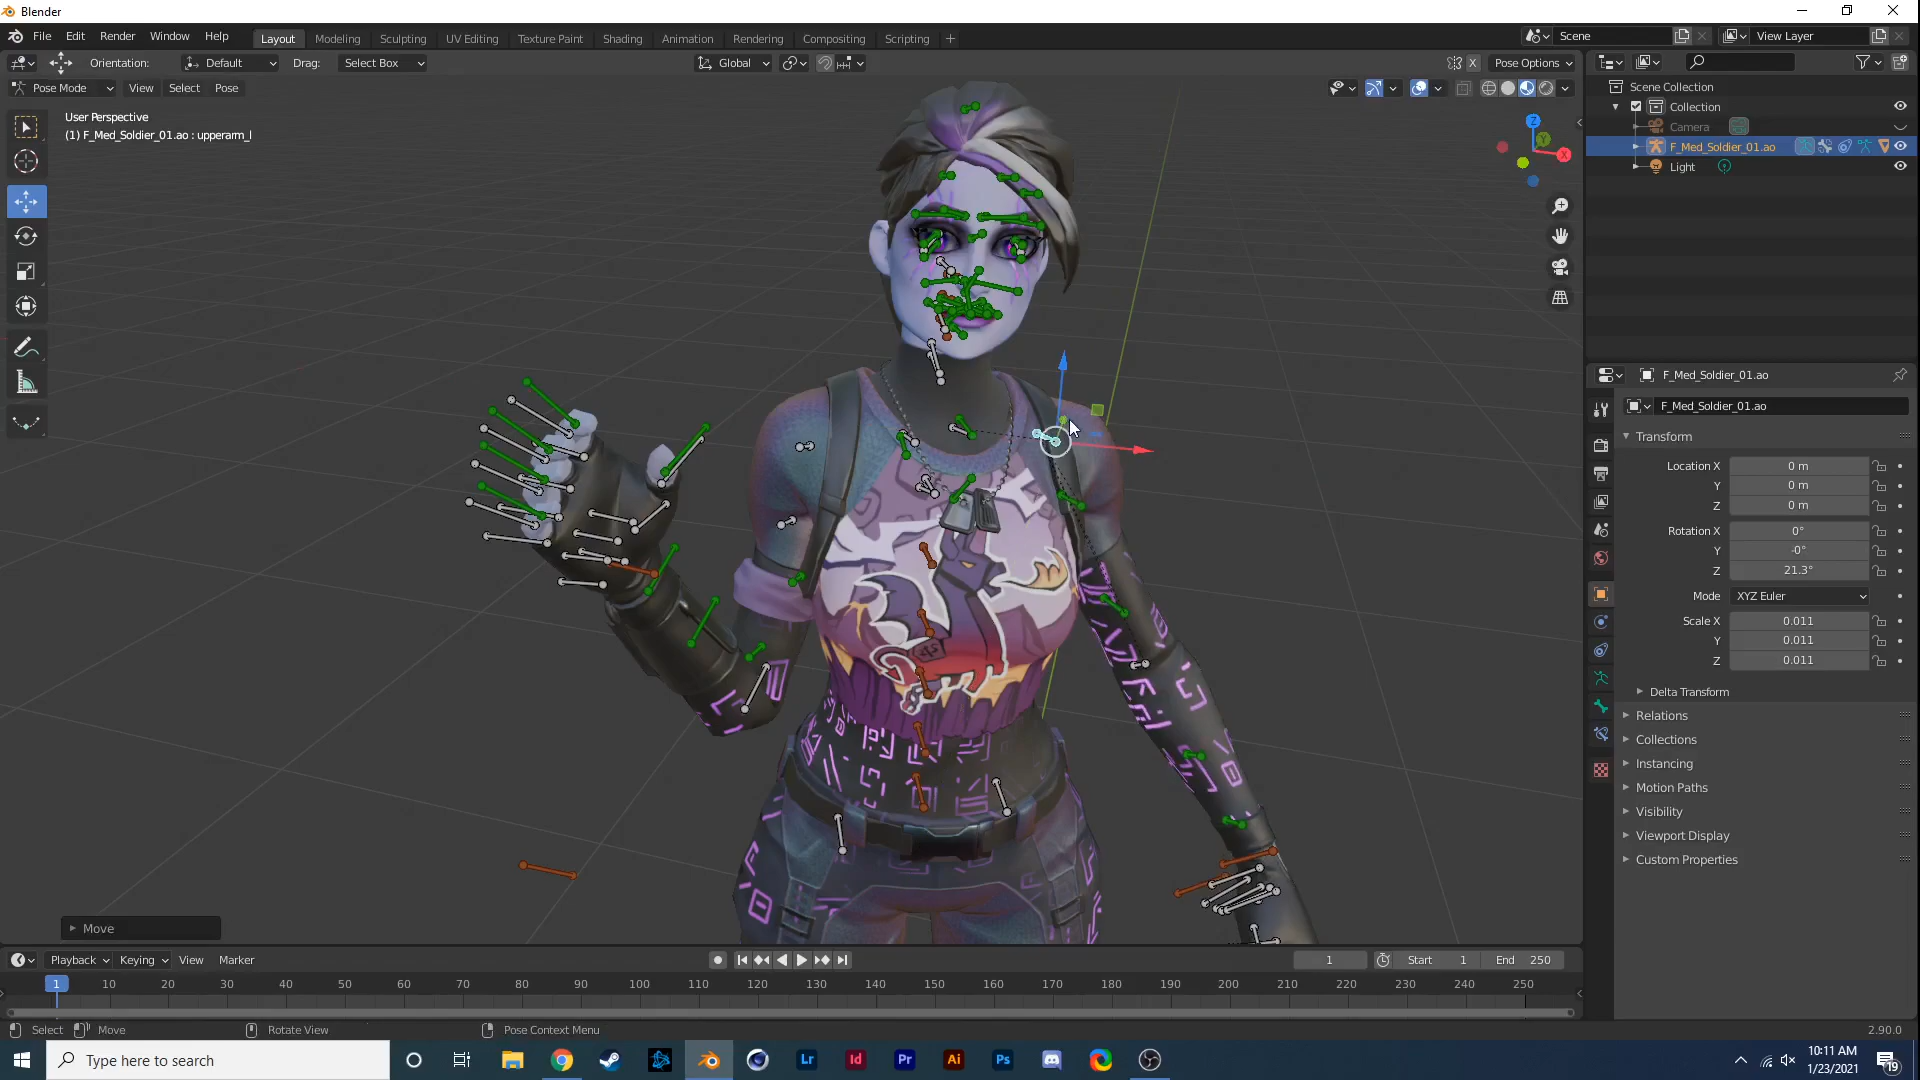 Blender
File Edit Render Window Help
Layout Modeling Sculpting UV Editing Texture Paint Shading Animation Rendering Compositing Scripting +
Scene
View Layer
Orientation: Default Drag: Select Box
Global
X Pose Options
Pose Mode View Select Pose
User Perspective
(1) F_Med_Soldier_01.ao : upperarm_l
Z
Y
X
Scene Collection
Collection
Camera
F_Med_Soldier_01.ao
Light
F_Med_Soldier_01.ao
F_Med_Soldier_01.ao
Transform
Location X 0 m
Y 0 m
Z 0 m
Rotation X 0°
Y -0°
Z 21.3°
Mode XYZ Euler
Scale X 0.011
Y 0.011
Z 0.011
Delta Transform
Relations
Collections
Instancing
Motion Paths
Visibility
Viewport Display
Custom Properties
Move
Playback Keying View Marker
1 Start 1 End 250
1 10 20 30 40 50 60 70 80 90 100 110 120 130 140 150 160 170 180 190 200 210 220 230 240 250
Select Move Rotate View Pose Context Menu 2.90.0
Type here to search
Lr Id Pr Ai Ps
10:11 AM
1/23/2021
19